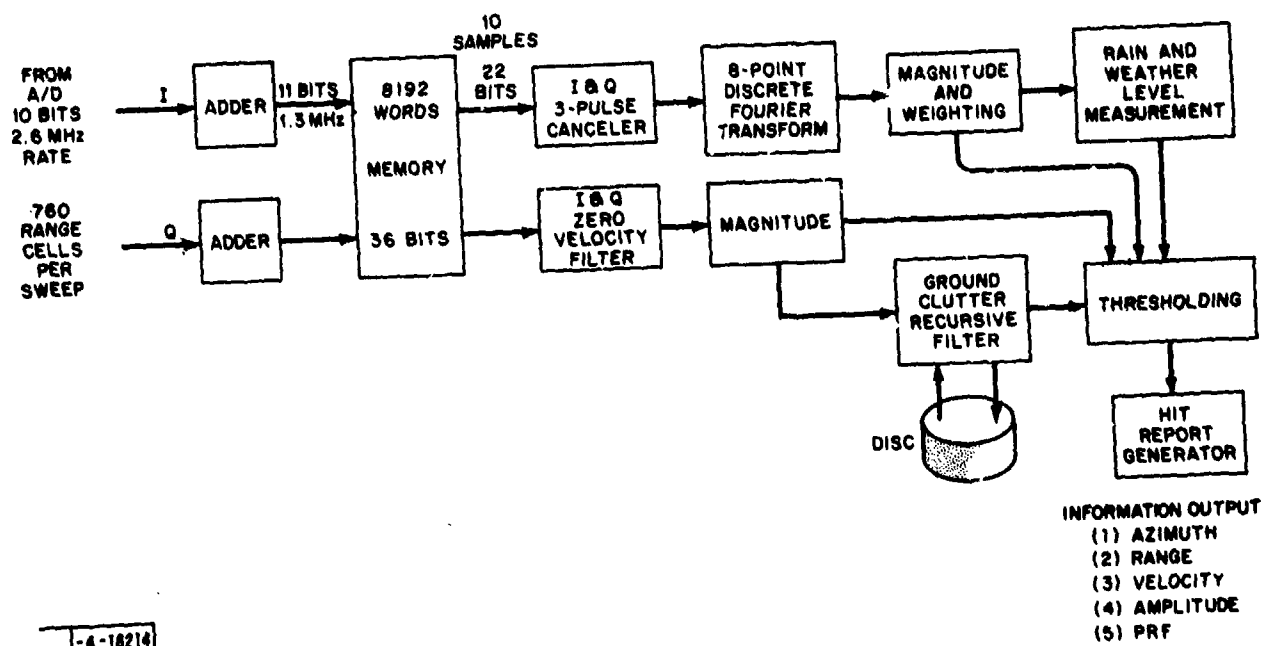 FROM
A/D
10 BITS
2.6 MHz
RATE
760
RANGE
CELLS
PER
SWEEP
I
Q
ADDER
ADDER
11 BITS
1.3 MHz
8192
WORDS
MEMORY
36 BITS
10
SAMPLES
22
BITS
I & Q
3-PULSE
CANCELER
I & Q
ZERO
VELOCITY
FILTER
8-POINT
DISCRETE
FOURIER
TRANSFORM
MAGNITUDE
MAGNITUDE
AND
WEIGHTING
RAIN AND
WEATHER
LEVEL
MEASUREMENT
GROUND
CLUTTER
RECURSIVE
FILTER
DISC
THRESHOLDING
HIT
REPORT
GENERATOR
INFORMATION OUTPUT
(1) AZIMUTH
(2) RANGE
(3) VELOCITY
(4) AMPLITUDE
(5) PRF
-4-18214